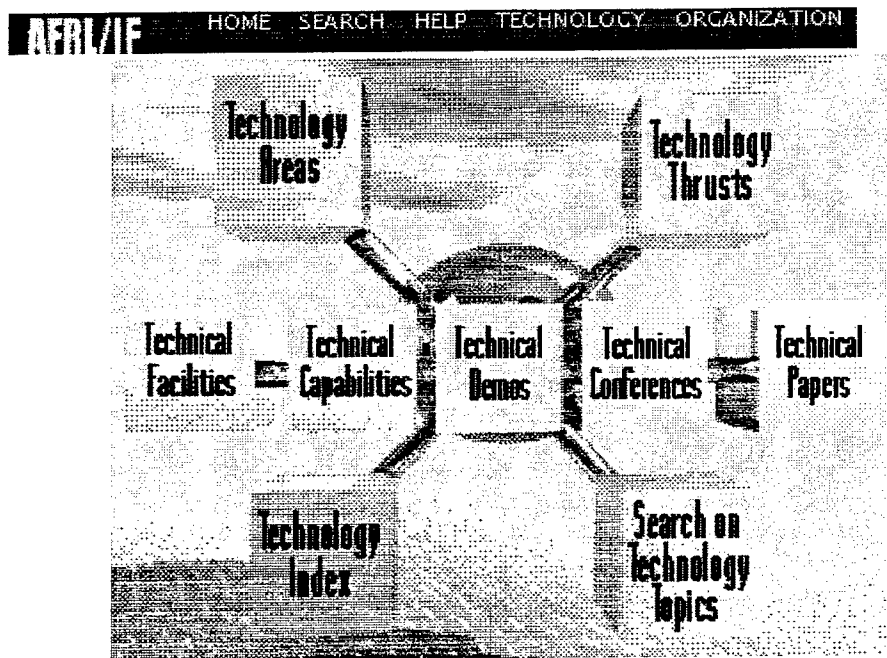 AFRL/IF HOME SEARCH HELP TECHNOLOGY ORGANIZATION
Technology
Areas
Technology
Thrusts
Technical
Facilities
Technical
Capabilities
Technical
Demos
Technical
Conferences
Technical
Papers
Technology
Index
Search on
Technology
Topics